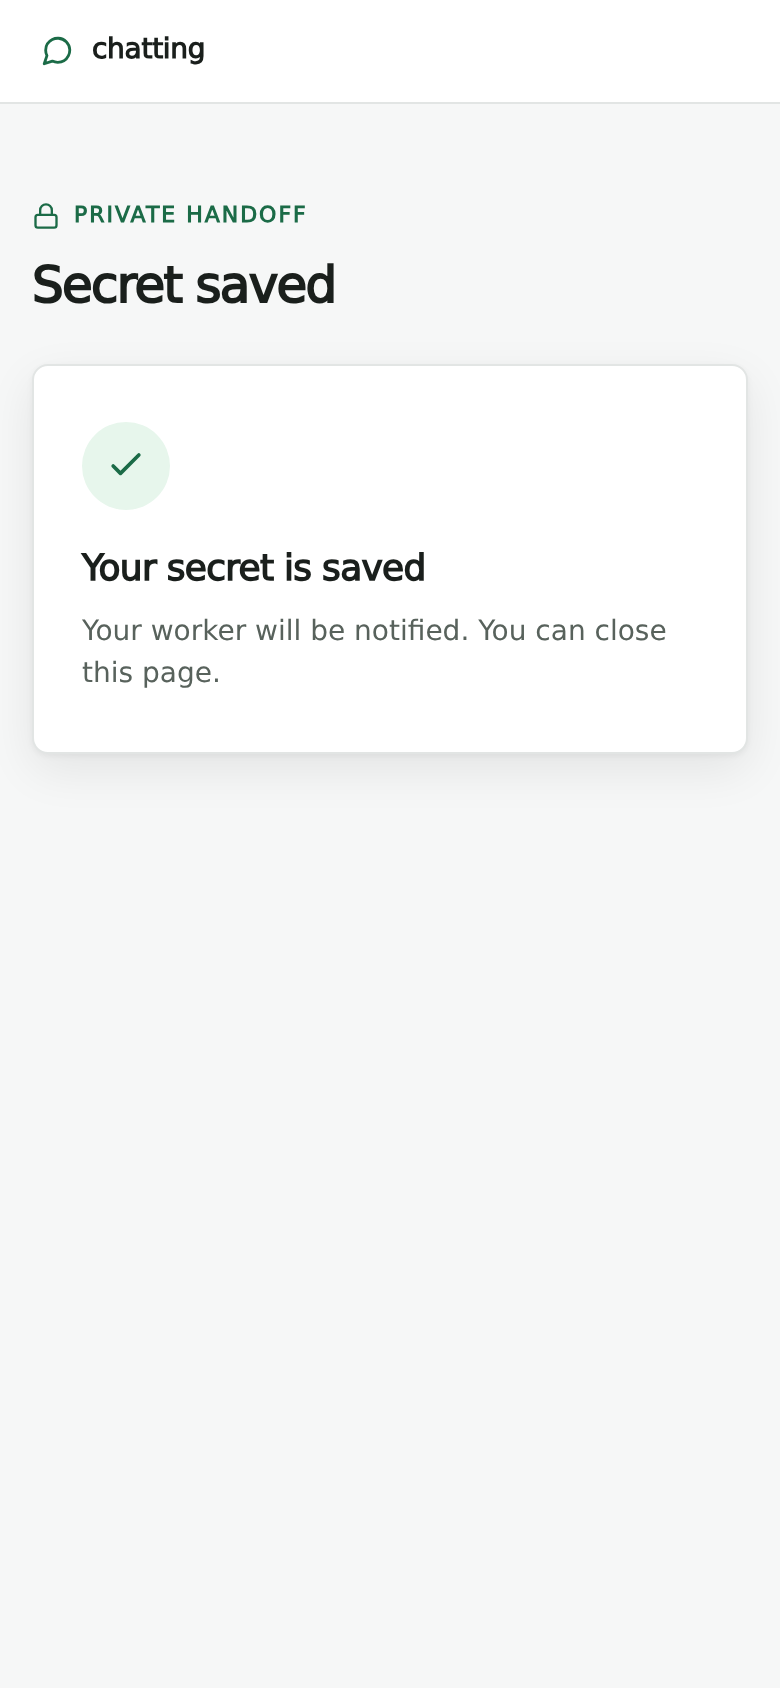 chatting
PRIVATE HANDOFF
Secret saved
Your secret is saved
Your worker will be notified. You can close
this page.